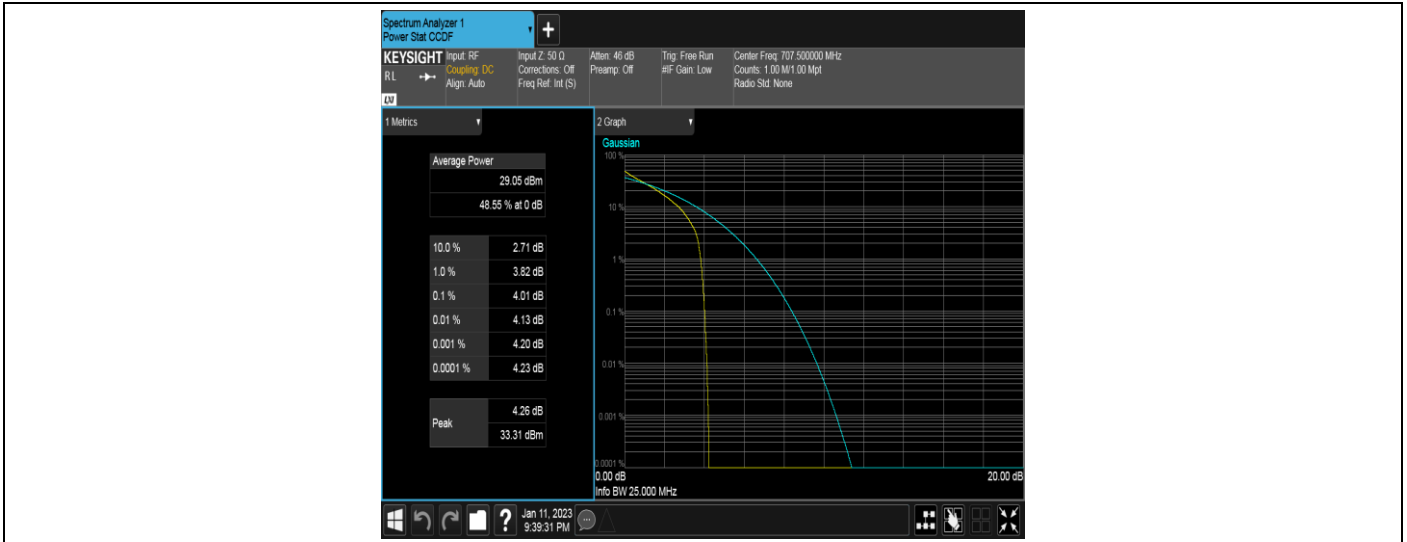 Spectrum Analyzer 1
Power Stat CCDF
+
KEYSIGHT
RL
LXI
Input: RF
Coupling: DC
Align: Auto
Input Z: 50 Ω
Corrections: Off
Freq Ref: Int (S)
Atten: 46 dB
Preamp: Off
Trig: Free Run
#IF Gain: Low
Center Freq: 707.500000 MHz
Counts: 1.00 M/1.00 Mpt
Radio Std: None
1 Metrics
Average Power
29.05 dBm
48.55 % at 0 dB
10.0 % 2.71 dB
1.0 % 3.82 dB
0.1 % 4.01 dB
0.01 % 4.13 dB
0.001 % 4.20 dB
0.0001 % 4.23 dB
Peak
4.26 dB
33.31 dBm
2 Graph
Gaussian
100 %
10 %
1 %
0.1 %
0.01 %
0.001 %
0.0001 %
0.00 dB 20.00 dB
Info BW 25.000 MHz
?
Jan 11, 2023
9:39:31 PM